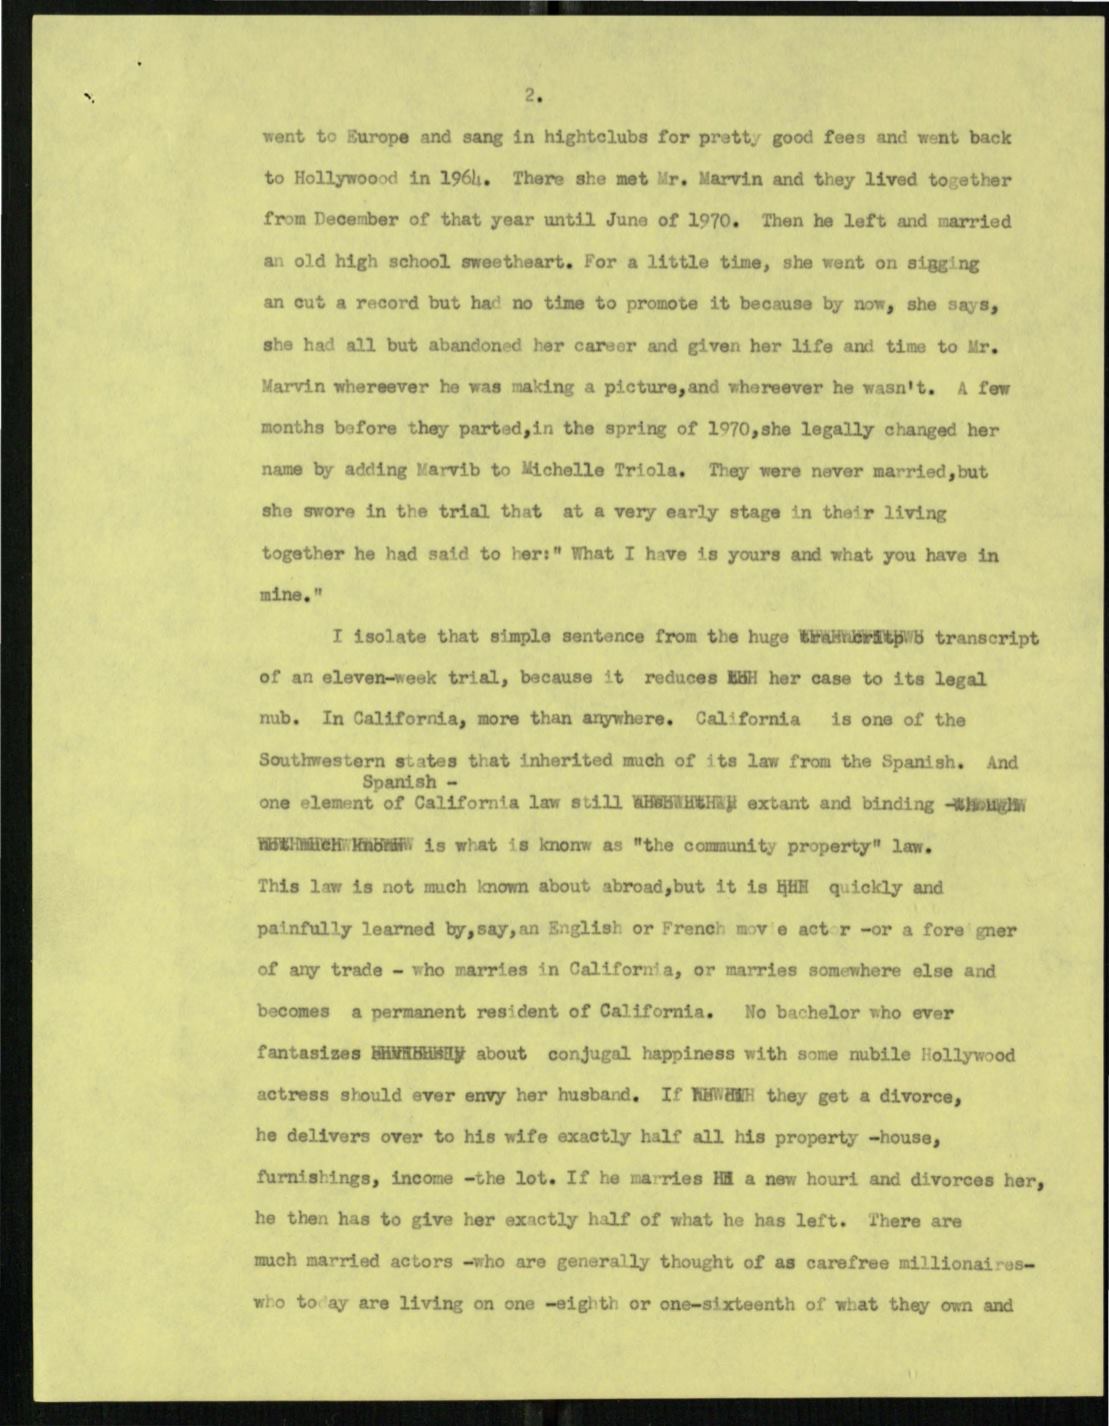 2.
went to Europe and sang in hightclubs for pretty good fees and went back
to Hollywoood in 1964. There she met Mr. Marvin and they lived together
from December of that year until June of 1970. Then he left and married
an old high school sweetheart. For a little time, she went on sigging
an cut a record but had no time to promote it because by now, she says,
she had all but abandoned her career and given her life and time to Mr.
Marvin whereever he was making a picture,and whereever he wasn't. A few
months before they parted,in the spring of 1970,she legally changed her
name by adding Marvib to Michelle Triola. They were never married,but
she swore in the trial that at a very early stage in their living
together he had said to her:" What I have is yours and what you have in
mine."
I isolate that simple sentence from the huge transcript
of an eleven-week trial, because it reduces her case to its legal
nub. In California, more than anywhere. California is one of the
Southwestern states that inherited much of its law from the Spanish. And
Spanish -
one element of California law still extant and binding -
is what is knonw as "the community property" law.
This law is not much known about abroad,but it is quickly and
painfully learned by,say,an English or French mov e act r -or a fore gner
of any trade - who marries in California, or marries somewhere else and
becomes a permanent resident of California. No bachelor who ever
fantasizes about conjugal happiness with some nubile Hollywood
actress should ever envy her husband. If they get a divorce,
he delivers over to his wife exactly half all his property -house,
furnishings, income -the lot. If he marries a new houri and divorces her,
he then has to give her exactly half of what he has left. There are
much married actors -who are generally thought of as carefree millionaires-
who today are living on one -eighth or one-sixteenth of what they own and